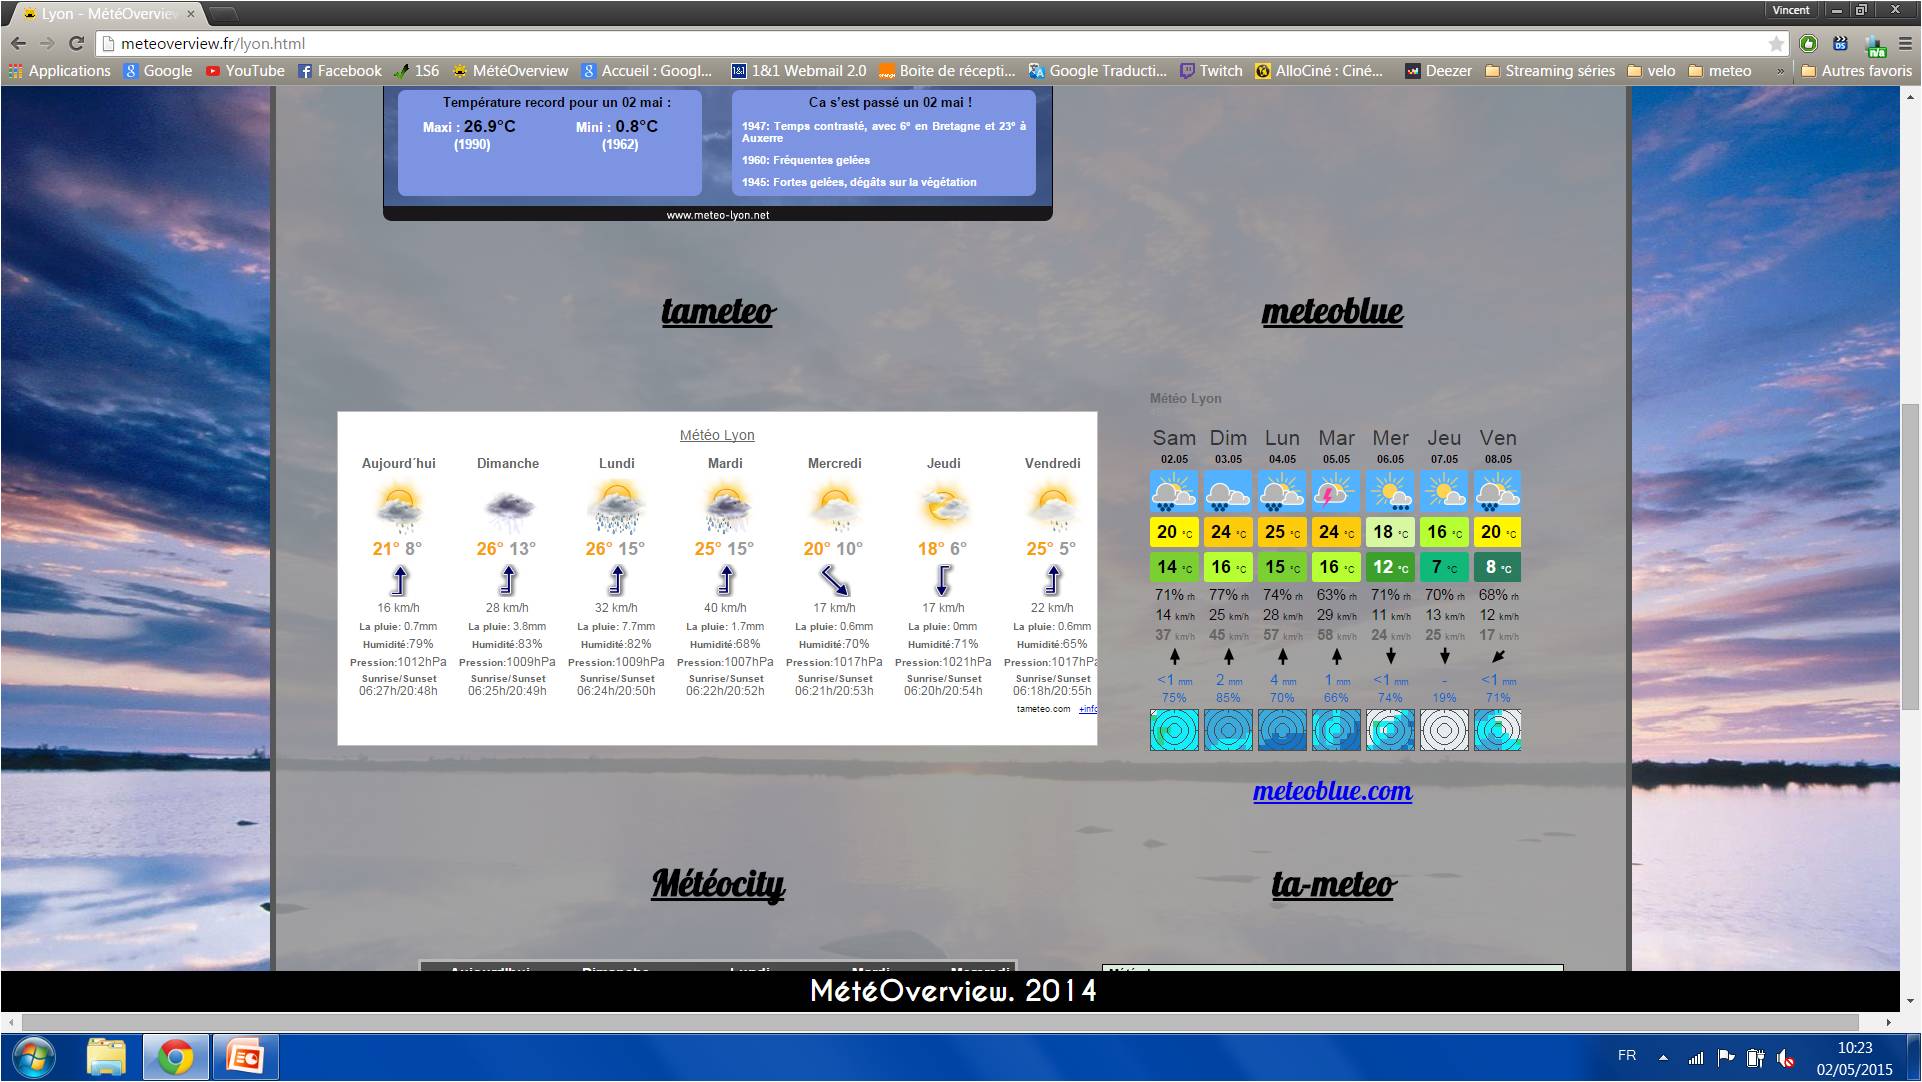 Lyon - MétéOverview
Vincent
meteoverview.fr/lyon.html
n/a
Applications Google YouTube Facebook 1S6 MétéOverview Accueil : Googl... 1&1 Webmail 2.0 Boite de récepti... Google Traducti... Twitch AlloCiné : Ciné... Deezer Streaming séries velo meteo » Autres favoris
Température record pour un 02 mai :
Maxi : 26.9°C Mini : 0.8°C
(1990) (1962)
Ca s'est passé un 02 mai !
1947: Temps contrasté, avec 6° en Bretagne et 23° à
Auxerre
1960: Fréquentes gelées
1945: Fortes gelées, dégâts sur la végétation
www.meteo-lyon.net
tameteo
meteoblue
Météo Lyon
Aujourd´hui Dimanche Lundi Mardi Mercredi Jeudi Vendredi
21° 8° 26° 13° 26° 15° 25° 15° 20° 10° 18° 6° 25° 5°
16 km/h 28 km/h 32 km/h 40 km/h 17 km/h 17 km/h 22 km/h
La pluie: 0.7mm La pluie: 3.8mm La pluie: 7.7mm La pluie: 1.7mm La pluie: 0.6mm La pluie: 0mm La pluie: 0.6mm
Humidité:79% Humidité:83% Humidité:82% Humidité:68% Humidité:70% Humidité:71% Humidité:65%
Pression:1012hPa Pression:1009hPa Pression:1009hPa Pression:1007hPa Pression:1017hPa Pression:1021hPa Pression:1017hPa
Sunrise/Sunset Sunrise/Sunset Sunrise/Sunset Sunrise/Sunset Sunrise/Sunset Sunrise/Sunset Sunrise/Sunset
06:27h/20:48h 06:25h/20:49h 06:24h/20:50h 06:22h/20:52h 06:21h/20:53h 06:20h/20:54h 06:18h/20:55h
tameteo.com +info
Météo Lyon
Sam Dim Lun Mar Mer Jeu Ven
02.05 03.05 04.05 05.05 06.05 07.05 08.05
20 °C 24 °C 25 °C 24 °C 18 °C 16 °C 20 °C
14 °C 16 °C 15 °C 16 °C 12 °C 7 °C 8 °C
71% rh 77% rh 74% rh 63% rh 71% rh 70% rh 68% rh
14 km/h 25 km/h 28 km/h 29 km/h 11 km/h 13 km/h 12 km/h
37 km/h 45 km/h 57 km/h 58 km/h 24 km/h 25 km/h 17 km/h
<1 mm 2 mm 4 mm 1 mm <1 mm - <1 mm
75% 85% 70% 66% 74% 19% 71%
meteoblue.com
Météocity
ta-meteo
Aujourd'hui Dimanche Lundi Mardi Mercredi
MétéOverview. 2014
FR
10:23
02/05/2015